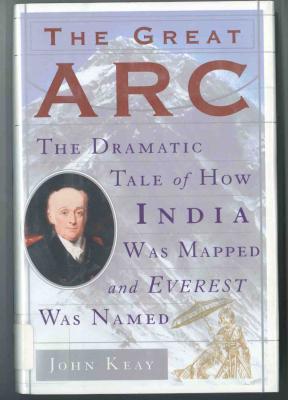 THE GREAT
ARC
THE DRAMATIC
TALE of HOW
INDIA
WAS MAPPED
and EVEREST
WAS NAMED
JOHN KEAY